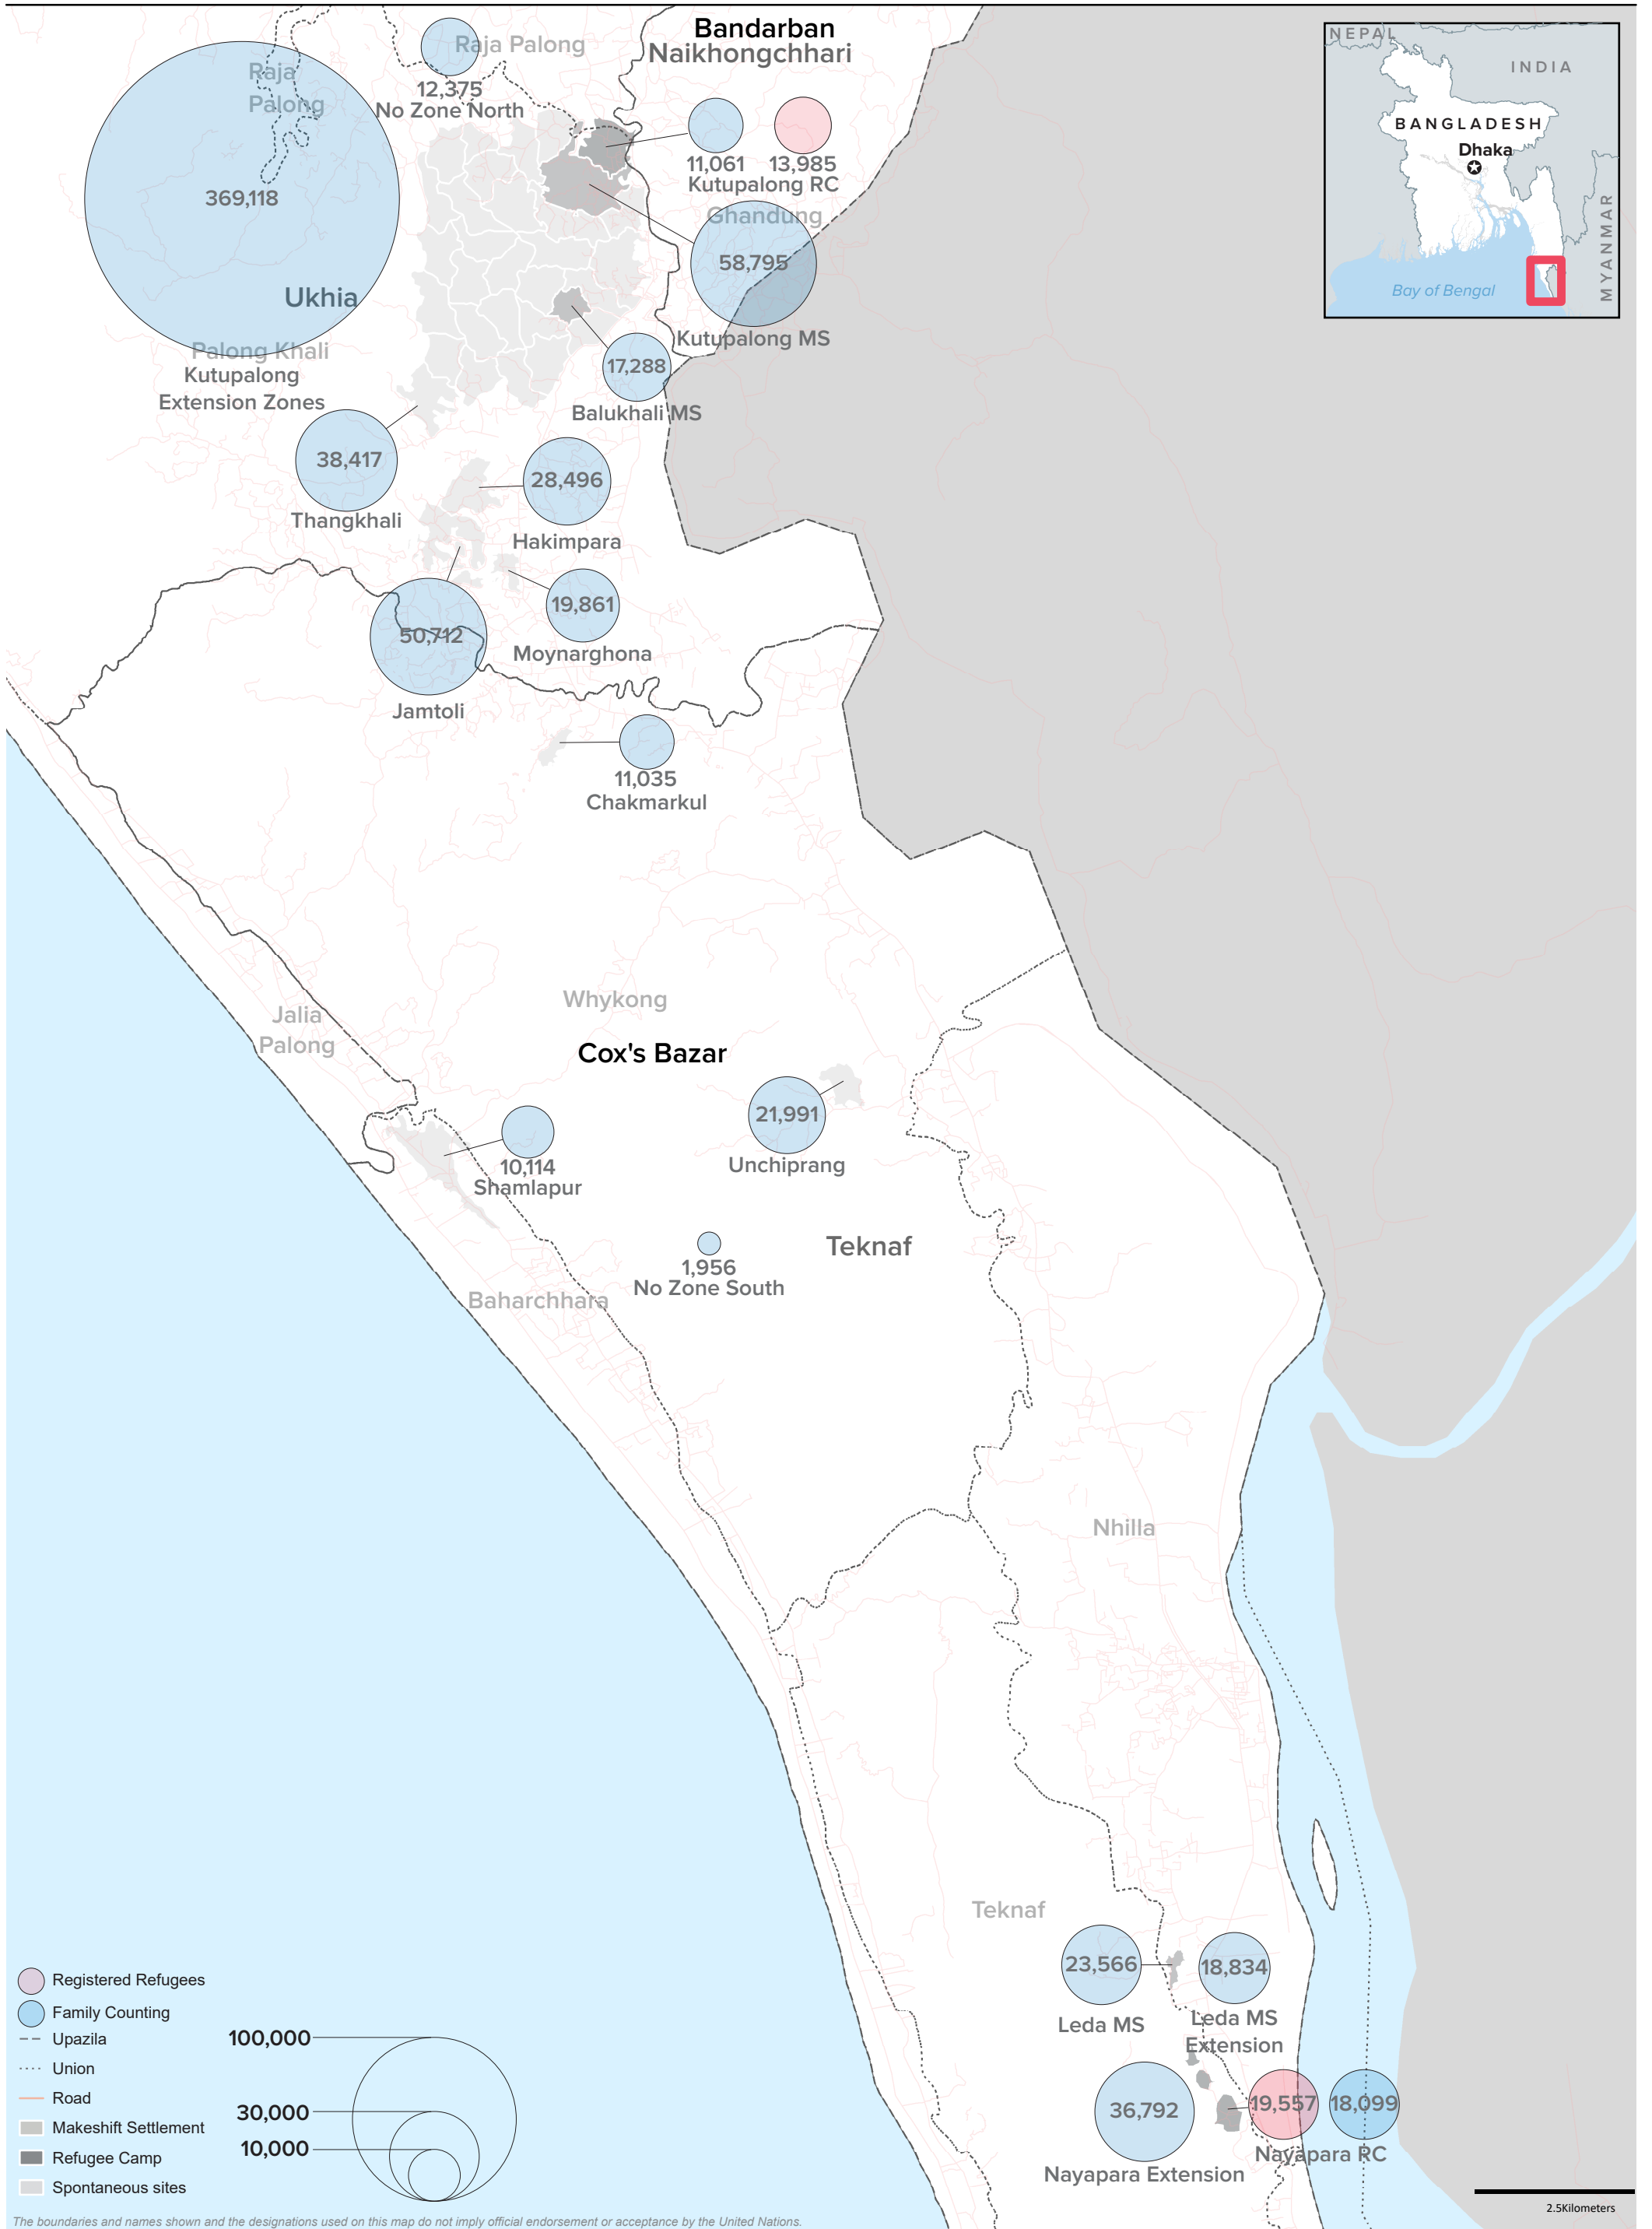 Bandarban
Naikhongchhari
Raja Palong
Raja
Palong
12,375
No Zone North
11,061
13,985
Kutupalong RC
Ghandung
369,118
58,795
Kutupalong MS
Ukhia
Palong Khali
Kutupalong
Extension Zones
17,288
Balukhali MS
38,417
Thangkhali
28,496
Hakimpara
19,861
Moynarghona
50,712
Jamtoli
11,035
Chakmarkul
Whykong
Jalia
Palong
Cox's Bazar
21,991
Unchiprang
10,114
Shamlapur
Teknaf
1,956
No Zone South
Baharchhara
Nhilla
Teknaf
23,566
Leda MS
18,834
Leda MS
Extension
36,792
Nayapara Extension
19,557
18,099
Nayapara RC
NEPAL
INDIA
BANGLADESH
Dhaka
MYANMAR
Bay of Bengal
Registered Refugees
Family Counting
Upazila
Union
Road
Makeshift Settlement
Refugee Camp
Spontaneous sites
100,000
30,000
10,000
2.5Kilometers
The boundaries and names shown and the designations used on this map do not imply official endorsement or acceptance by the United Nations.